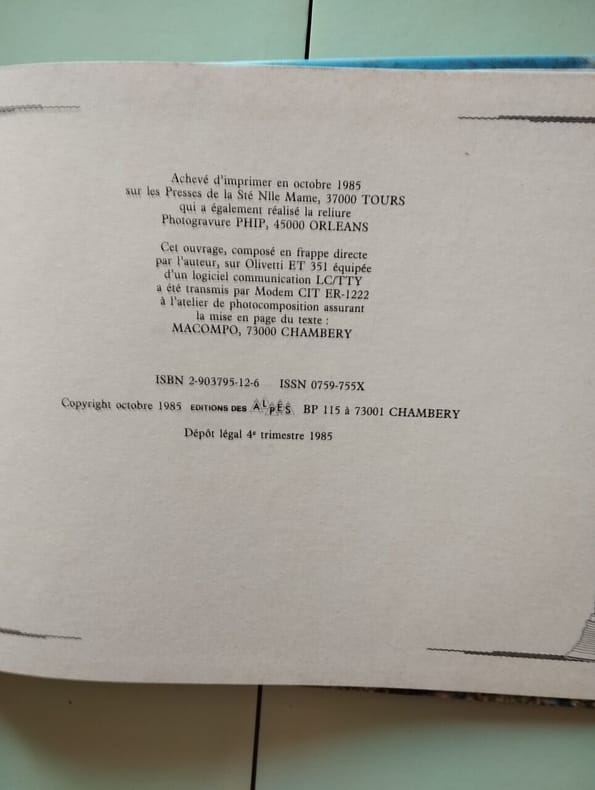 Achevé d'imprimer en octobre 1985
sur les Presses de la Sté Nlle Mame, 37000 TOURS
qui a également réalisé la reliure
Photogravure PHIP, 45000 ORLEANS
Cet ouvrage, composé en frappe directe
par l'auteur, sur Olivetti ET 351 équipée
d'un logiciel communication LC/TTY
a été transmis par Modem CIT ER-1222
à l'atelier de photocomposition assurant
la mise en page du texte :
MACOMPO, 73000 CHAMBERY
ISBN 2-903795-12-6 ISSN 0759-755X
Copyright octobre 1985 EDITIONS DES ALPES BP 115 à 73001 CHAMBERY
Dépôt légal 4e trimestre 1985